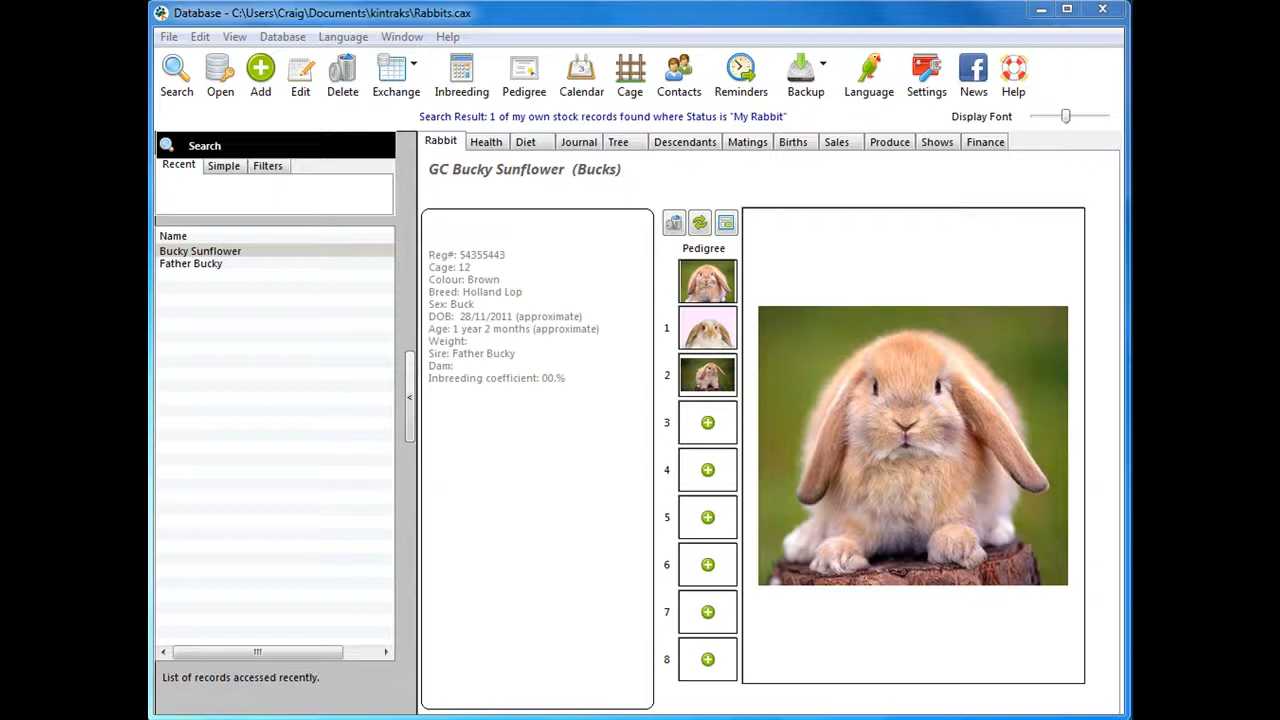 Database - C:\Users\Craig\Documents\kintraks\Rabbits.cax
File Edit View Database Language Window Help
Search Open Add Edit Delete Exchange Inbreeding Pedigree Calendar Cage Contacts Reminders Backup Language Settings News Help
Search Result: 1 of my own stock records found where Status is "My Rabbit"
Display Font
Search
Recent Simple Filters
Name
Bucky Sunflower
Father Bucky
List of records accessed recently.
Rabbit Health Diet Journal Tree Descendants Matings Births Sales Produce Shows Finance
GC Bucky Sunflower (Bucks)
Reg#: 54355443
Cage: 12
Colour: Brown
Breed: Holland Lop
Sex: Buck
DOB: 28/11/2011 (approximate)
Age: 1 year 2 months (approximate)
Weight:
Sire: Father Bucky
Dam:
Inbreeding coefficient: 00.%
Pedigree
1
2
3
4
5
6
7
8